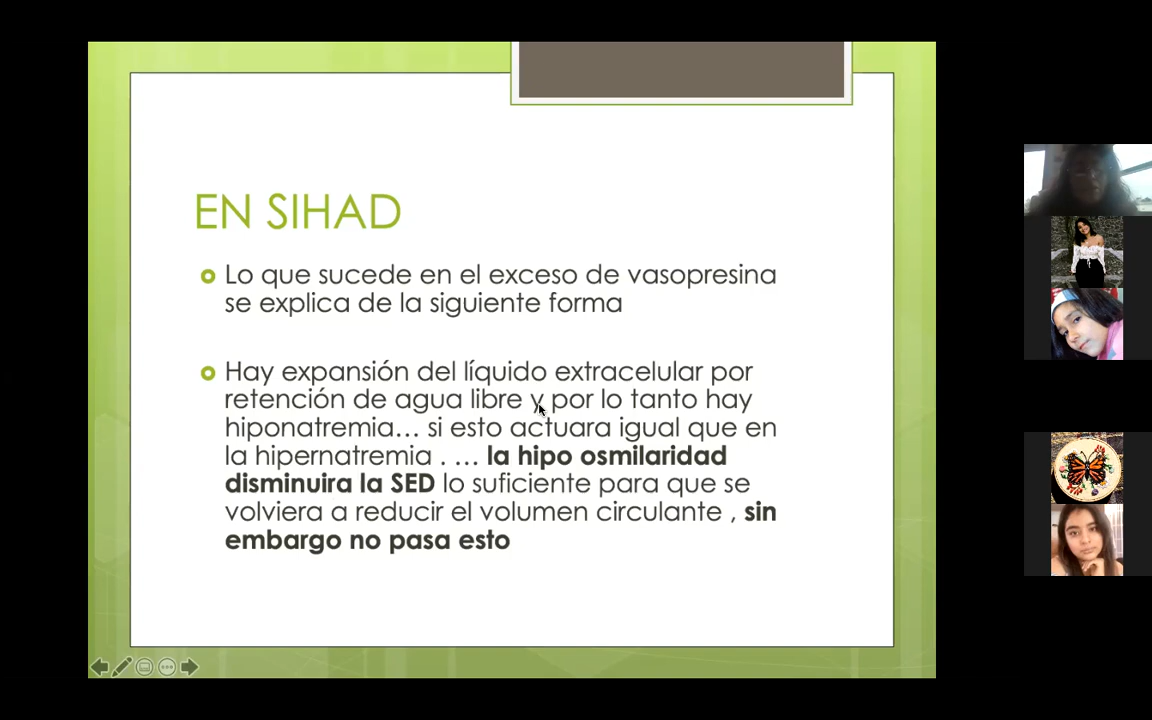 EN SIHAD
Lo que sucede en el exceso de vasopresina
se explica de la siguiente forma
Hay expansión del líquido extracelular por
retención de agua libre y por lo tanto hay
hiponatremia... si esto actuara igual que en
la hipernatremia . ... la hipo osmilaridad
disminuira la SED lo suficiente para que se
volviera a reducir el volumen circulante , sin
embargo no pasa esto